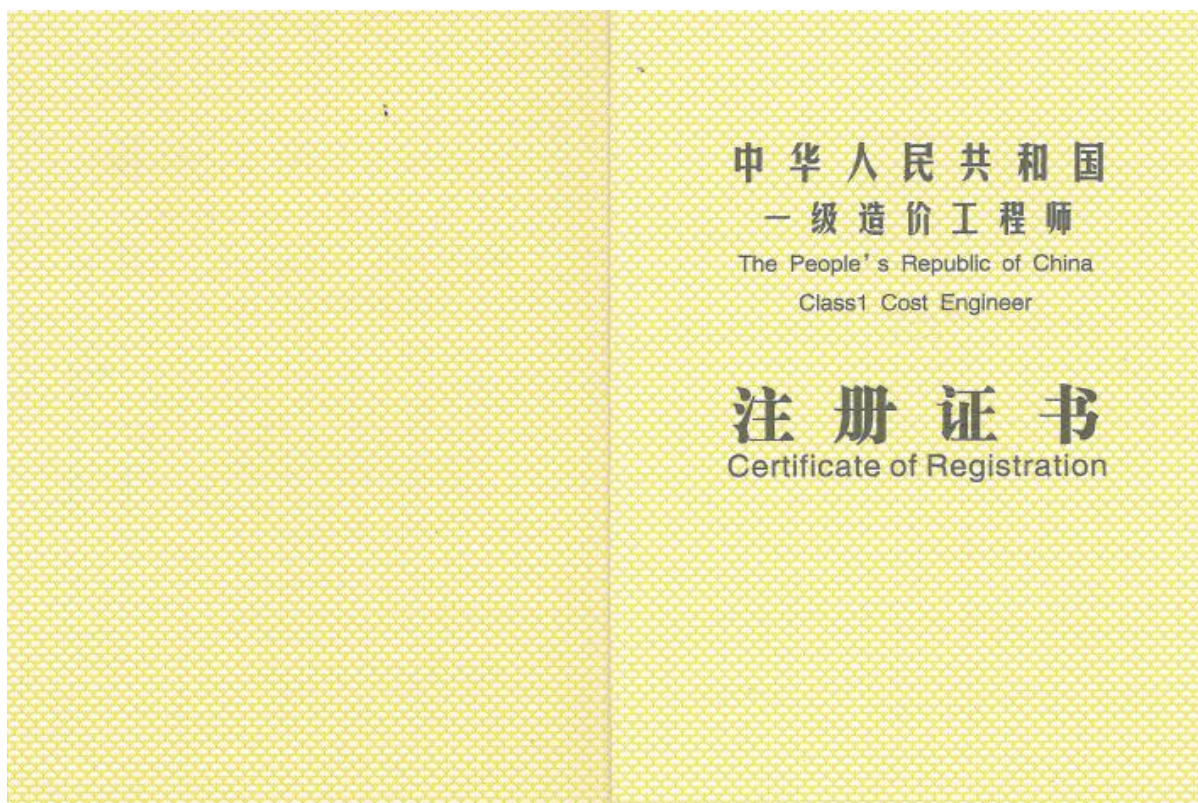 中华人民共和国
一级造价工程师
The People's Republic of China
Class1 Cost Engineer
注册证书
Certificate of Registration